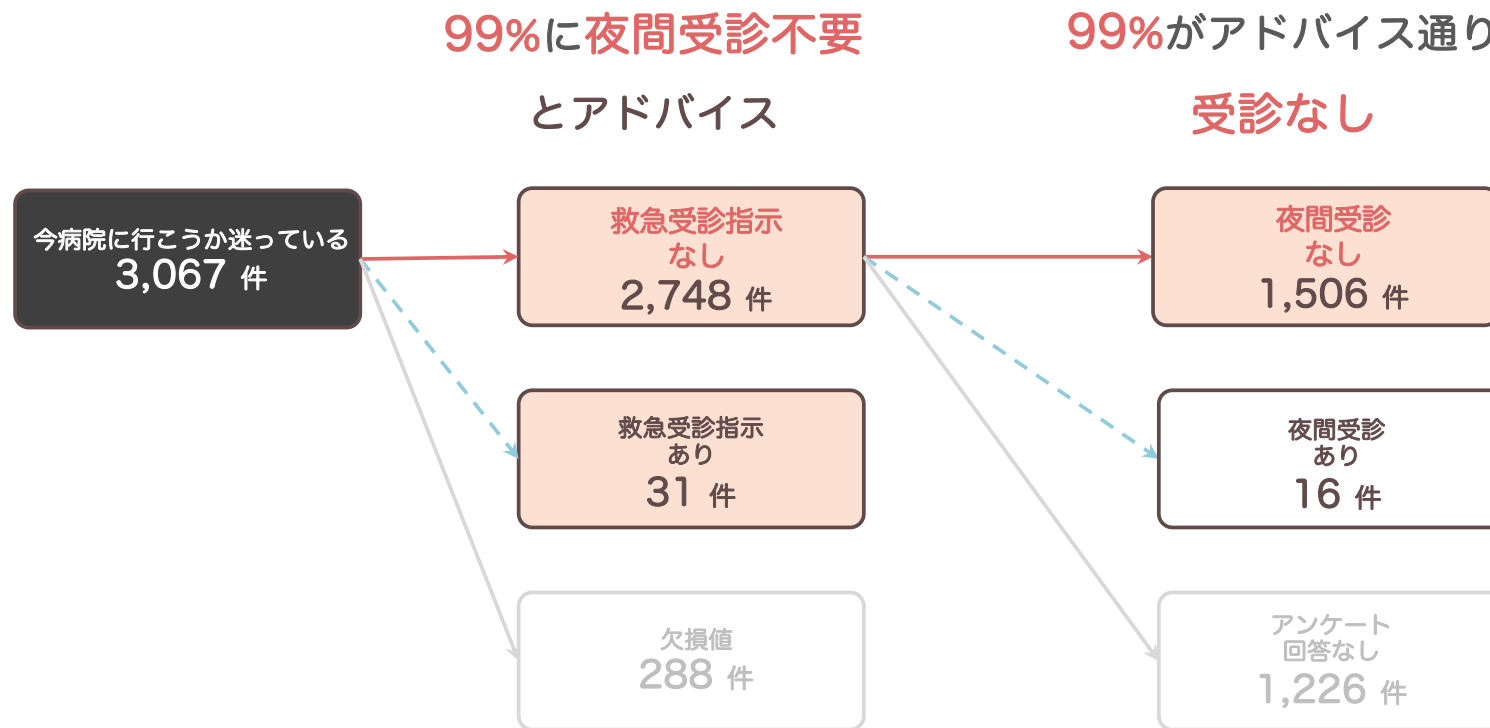 99%に夜間受診不要
とアドバイス
99%がアドバイス通り
受診なし
今病院に行こうか迷っている
3,067 件
救急受診指示
なし
2,748 件
夜間受診
なし
1,506 件
救急受診指示
あり
31 件
夜間受診
あり
16 件
欠損値
288 件
アンケート
回答なし
1,226 件